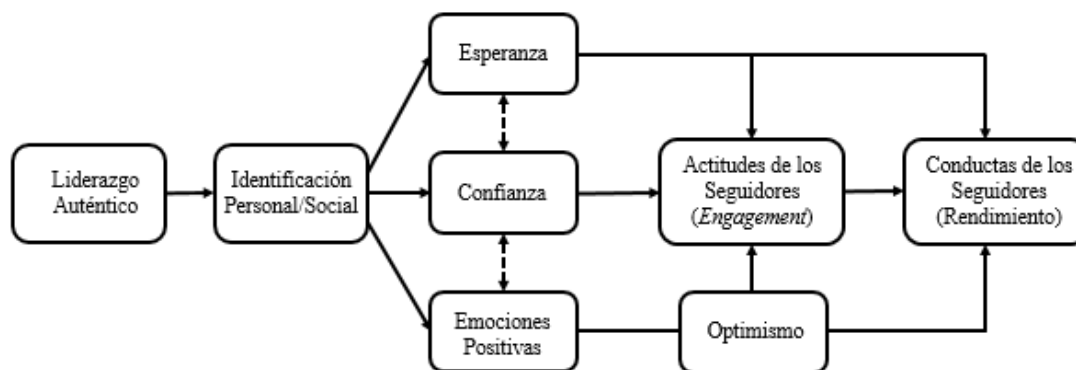 Esperanza
Liderazgo
Auténtico
Identificación
Personal/Social
Confianza
Actitudes de los
Seguidores
(Engagement)
Conductas de los
Seguidores
(Rendimiento)
Emociones
Positivas
Optimismo